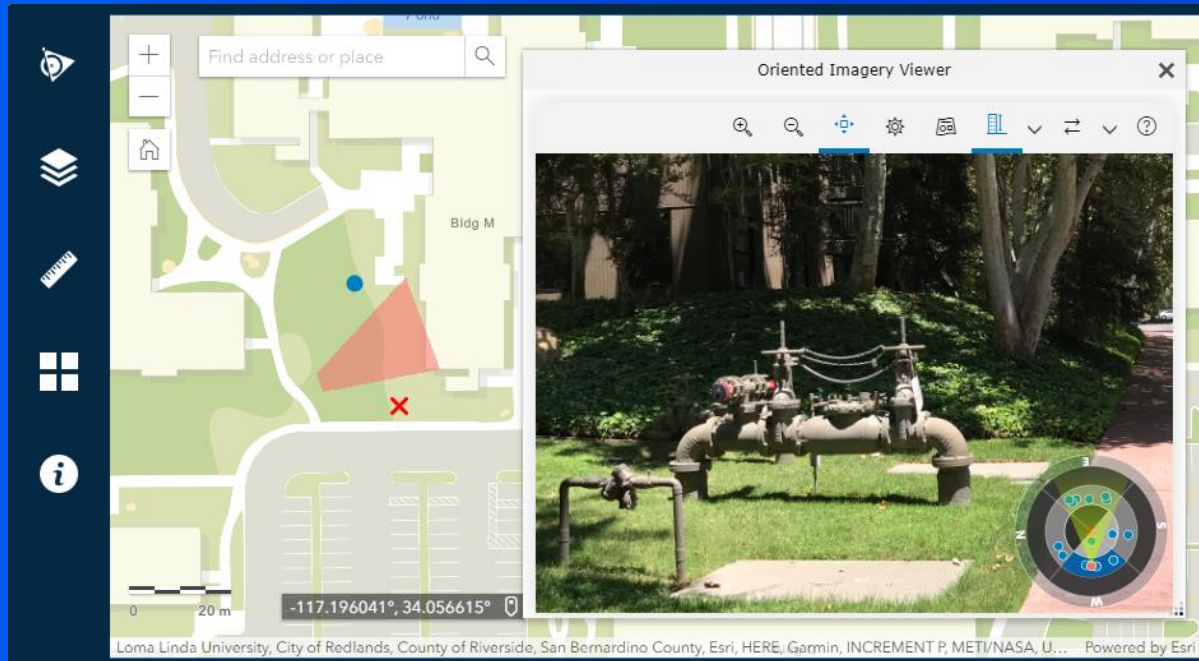 Pond
Find address or place
Oriented Imagery Viewer
Bldg M
E
N
S
W
0
20 m
-117.196041°, 34.056615°
Loma Linda University, City of Redlands, County of Riverside, San Bernardino County, Esri, HERE, Garmin, INCREMENT P, METI/NASA, U... Powered by Esri